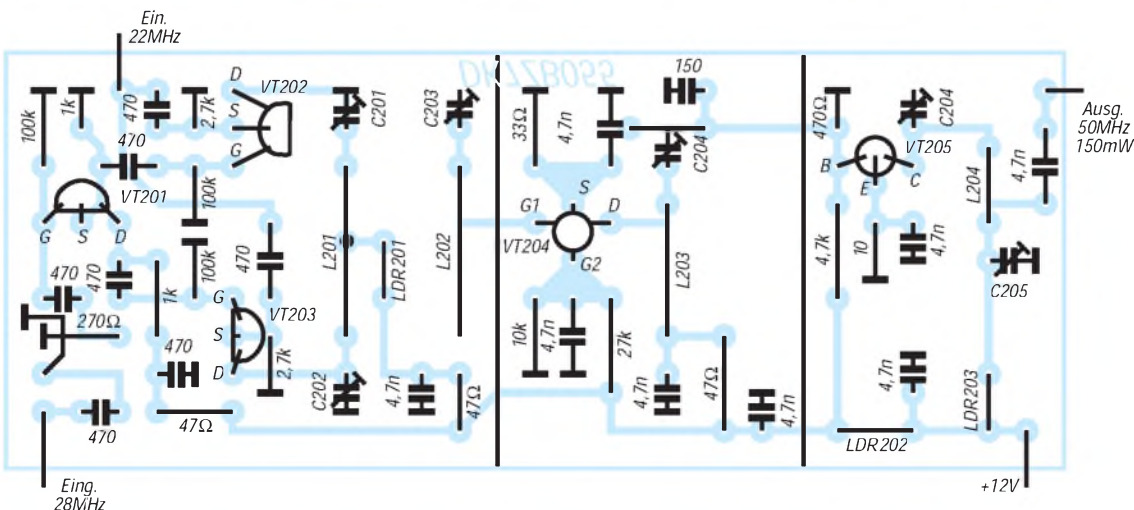 Ein.
22MHz
DK7ZB055
100k
1k
470
2,7k
D
S
G
VT202
C201
C203
33Ω
4,7n
150
C204
470Ω
C204
VT205
B
E
C
Ausg.
50MHz
150mW
470
VT201
G
S
D
100k
100k
470
470
470
1k
270Ω
G
S
D
VT203
2,7k
L201
LDR201
L202
G1
S
D
VT204
G2
L203
4,7k
10
4,7n
L204
4,7n
C205
470
47Ω
470
C202
4,7n
47Ω
10k
4,7n
27k
4,7n
47Ω
4,7n
4,7n
LDR202
LDR203
Eing.
28MHz
+12V